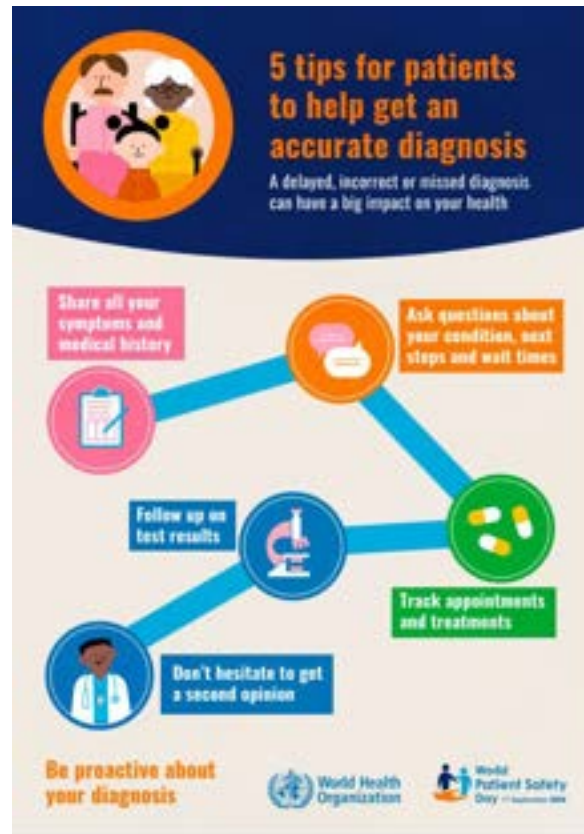 5 tips for patients
to help get an
accurate diagnosis
A delayed, incorrect or missed diagnosis
can have a big impact on your health
Share all your
symptoms and
medical history
Ask questions about
your condition, next
steps and wait times
Track appointments
and treatments
Follow up on
test results
Don't hesitate to get
a second opinion
Be proactive about
your diagnosis
World Health
Organization
World
Patient Safety
Day